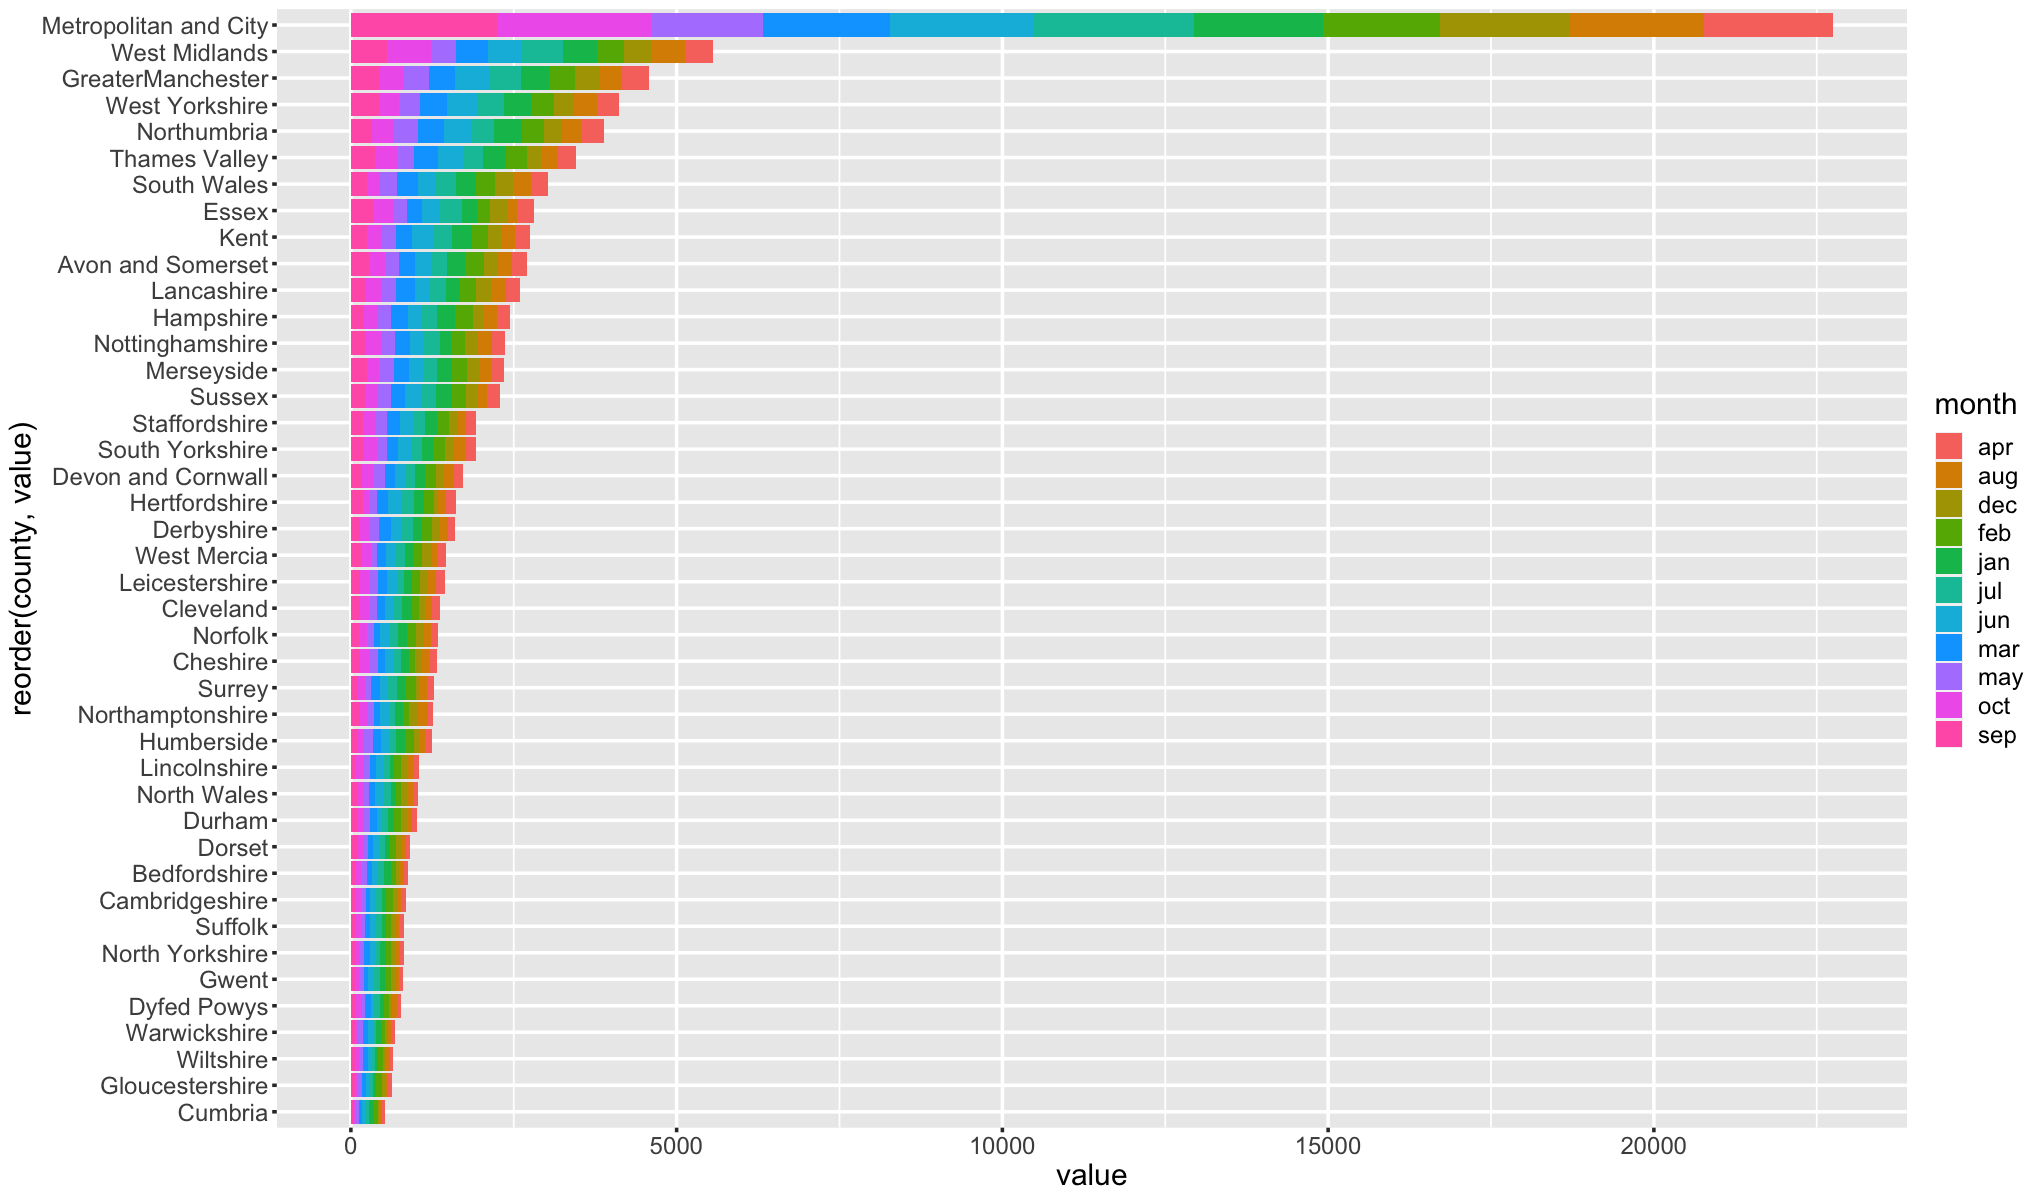 Metropolitan and City
West Midlands
GreaterManchester
West Yorkshire
Northumbria
Thames Valley
South Wales
Essex
Kent
Avon and Somerset
Lancashire
Hampshire
Nottinghamshire
Merseyside
Sussex
Staffordshire
South Yorkshire
Devon and Cornwall
Hertfordshire
Derbyshire
West Mercia
Leicestershire
Cleveland
Norfolk
Cheshire
Surrey
Northamptonshire
Humberside
Lincolnshire
North Wales
Durham
Dorset
Bedfordshire
Cambridgeshire
Suffolk
North Yorkshire
Gwent
Dyfed Powys
Warwickshire
Wiltshire
Gloucestershire
Cumbria
reorder(county, value)
0 5000 10000 15000 20000
value
month
apr
aug
dec
feb
jan
jul
jun
mar
may
oct
sep